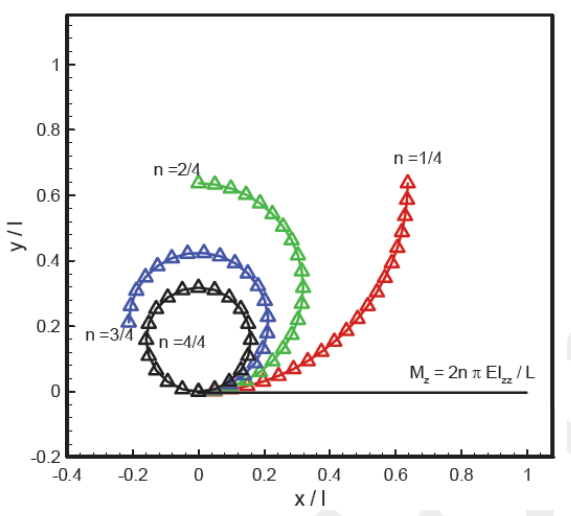 1
0.8
0.6
0.4
0.2
0
-0.2
y / l
n =2/4
n =1/4
n =3/4
n =4/4
M_z = 2n π EI_zz / L
-0.4 -0.2 0 0.2 0.4 0.6 0.8 1
x / l